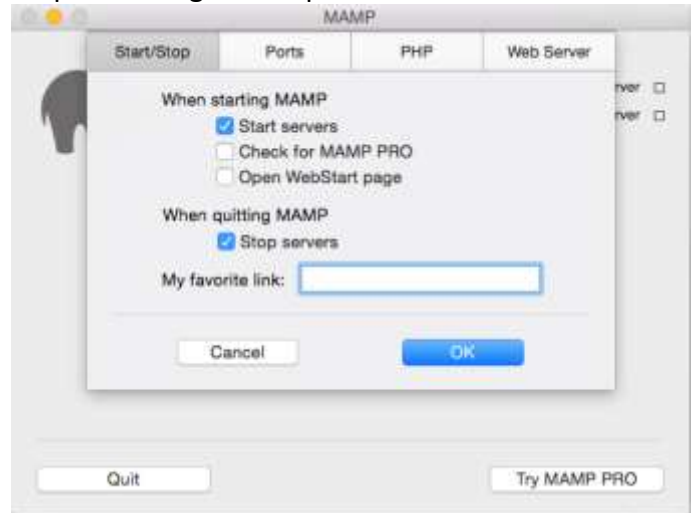 MAMP
Start/Stop Ports PHP Web Server
When starting MAMP
Start servers
Check for MAMP PRO
Open WebStart page
When quitting MAMP
Stop servers
My favorite link:
Cancel OK
Quit Try MAMP PRO